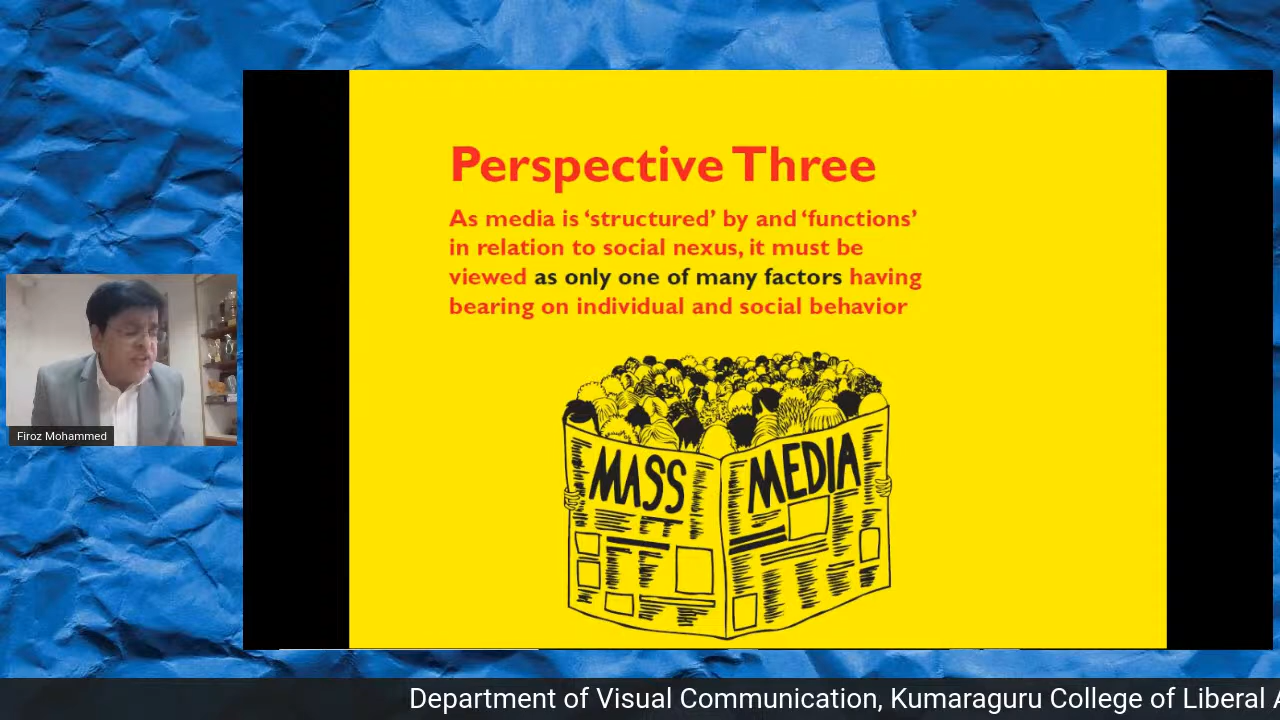 Perspective Three
As media is ‘structured’ by and ‘functions’
in relation to social nexus, it must be
viewed as only one of many factors having
bearing on individual and social behavior
MASS MEDIA
Firoz Mohammed
Department of Visual Communication, Kumaraguru College of Liberal A